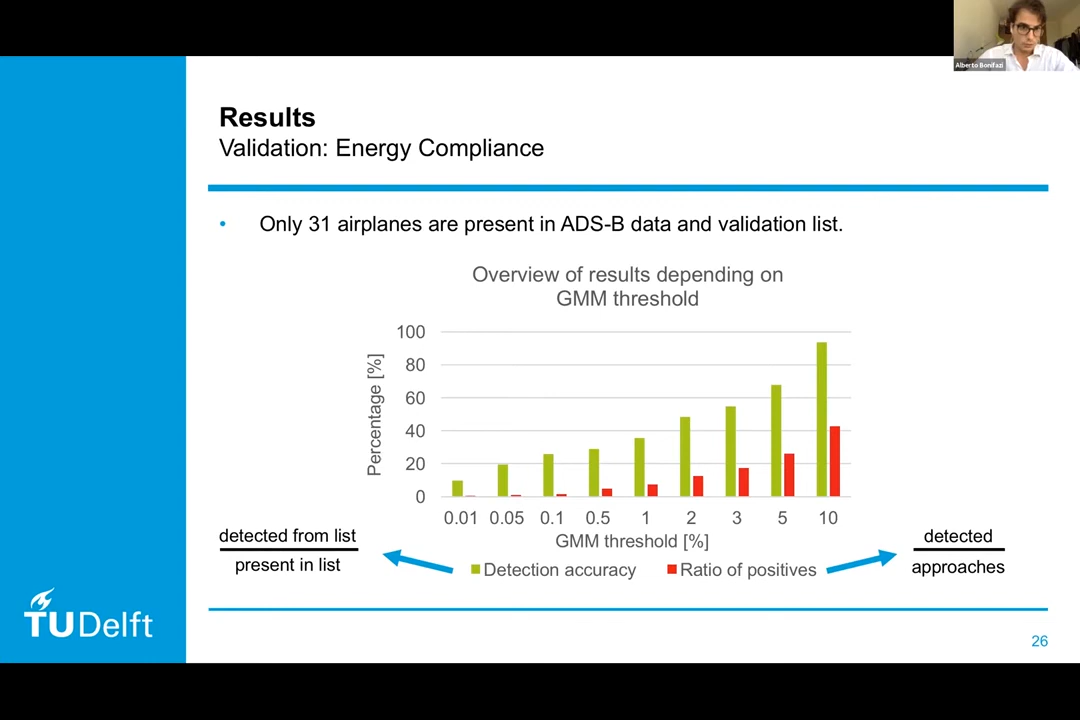 Alberto Bonifazi
Results
Validation: Energy Compliance
• Only 31 airplanes are present in ADS-B data and validation list.
Overview of results depending on
GMM threshold
Percentage [%]
100
80
60
40
20
0
0.01 0.05 0.1 0.5 1 2 3 5 10
GMM threshold [%]
Detection accuracy Ratio of positives
detected from list
present in list
detected
approaches
TU Delft
26